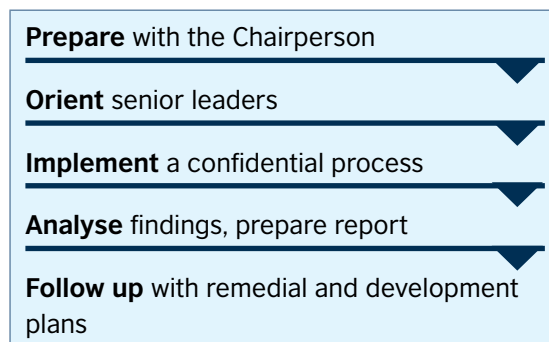 Prepare with the Chairperson
Orient senior leaders
Implement a confidential process
Analyse findings, prepare report
Follow up with remedial and development
plans